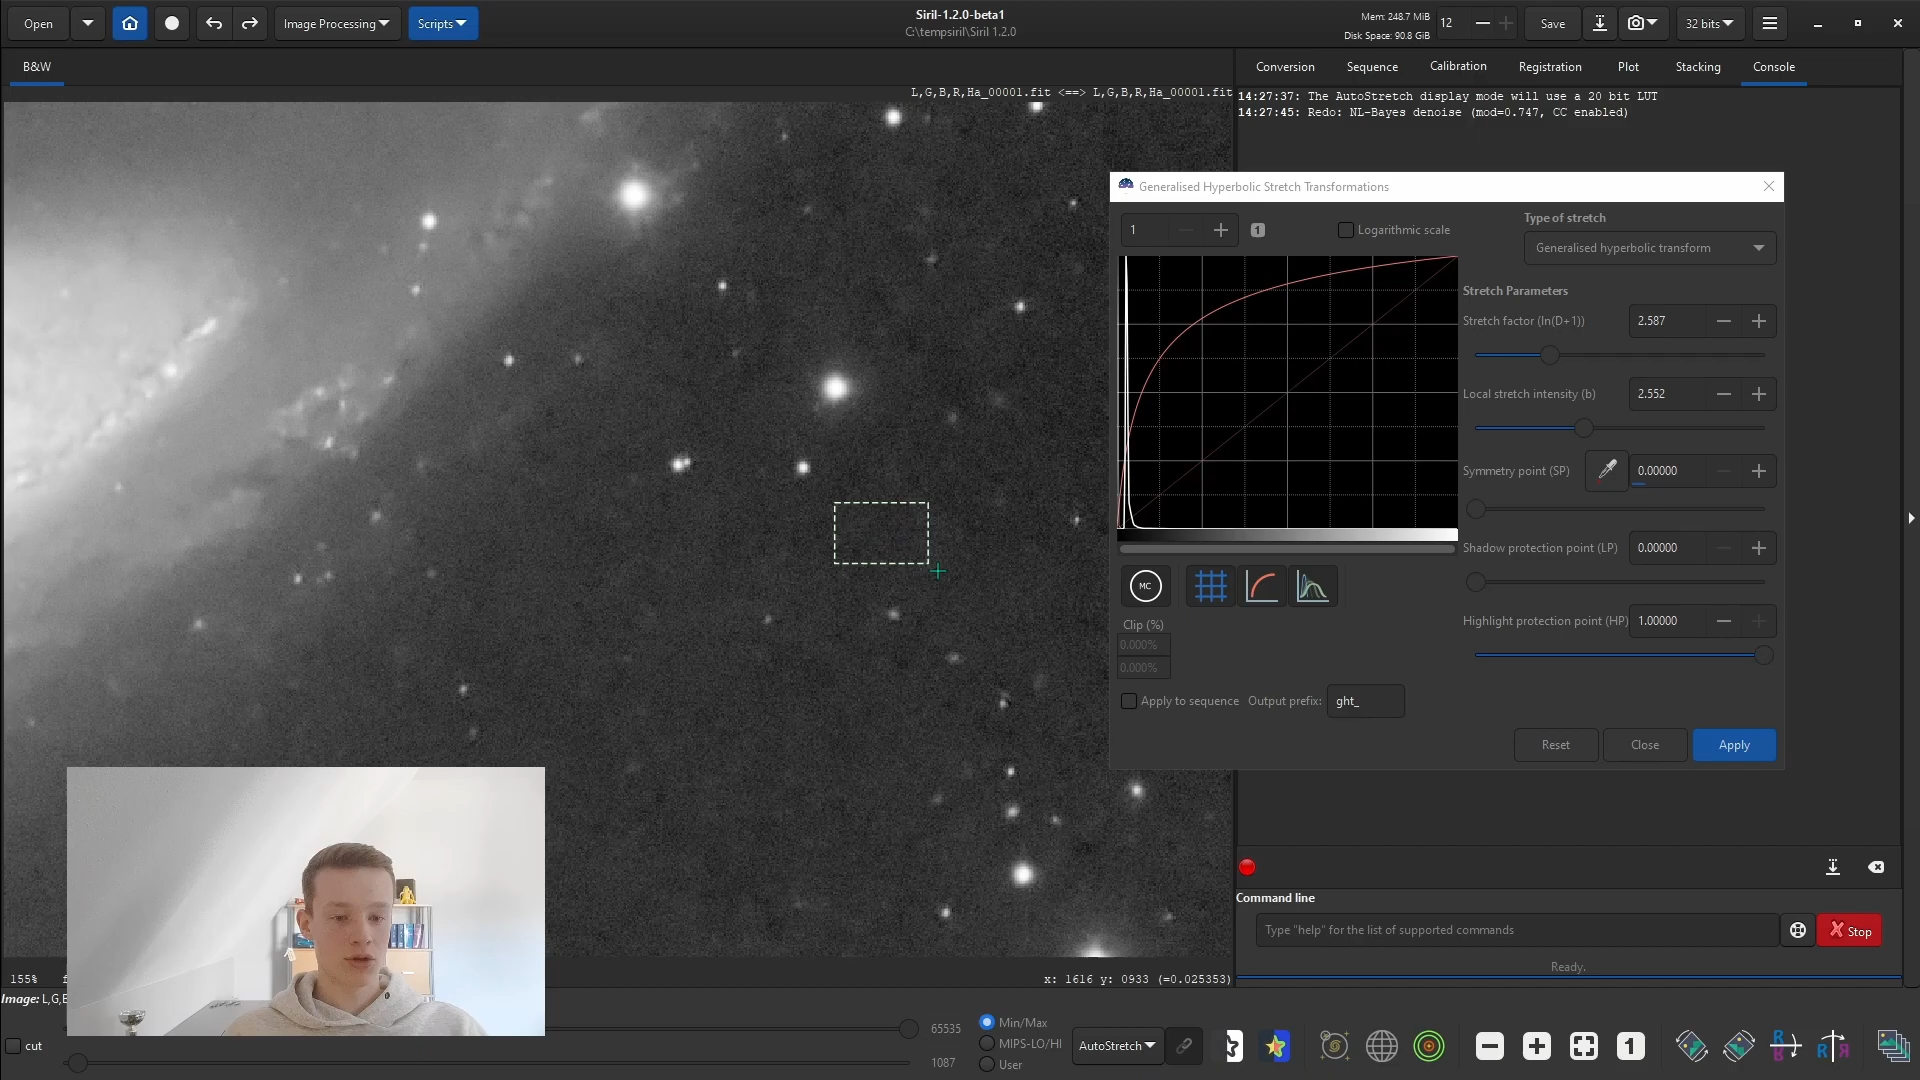 Open
Image Processing
Scripts
Siril-1.2.0-beta1
C:\tempsiril\Siril 1.2.0
Mem: 248.7 MiB
Disk Space: 90.8 GiB
12
Save
32 bits
B&W
Conversion
Sequence
Calibration
Registration
Plot
Stacking
Console
L,G,B,R,Ha_00001.fit <==> L,G,B,R,Ha_00001.fit
14:27:37: The AutoStretch display mode will use a 20 bit LUT
14:27:45: Redo: NL-Bayes denoise (mod=0.747, CC enabled)
Generalised Hyperbolic Stretch Transformations
1
1
Logarithmic scale
Type of stretch
Generalised hyperbolic transform
Stretch Parameters
Stretch factor (ln(D+1))
2.587
Local stretch intensity (b)
2.552
Symmetry point (SP)
0.00000
Shadow protection point (LP)
0.00000
Highlight protection point (HP)
1.00000
MC
Clip (%)
0.000%
0.000%
Apply to sequence
Output prefix:
ght_
Reset
Close
Apply
Command line
Type "help" for the list of supported commands
Stop
Ready.
155%
f
x: 1616 y: 0933 (=0.025353)
Image: L,G,B
cut
65535
1087
Min/Max
MIPS-LO/HI
User
AutoStretch
1
R
R
R
R